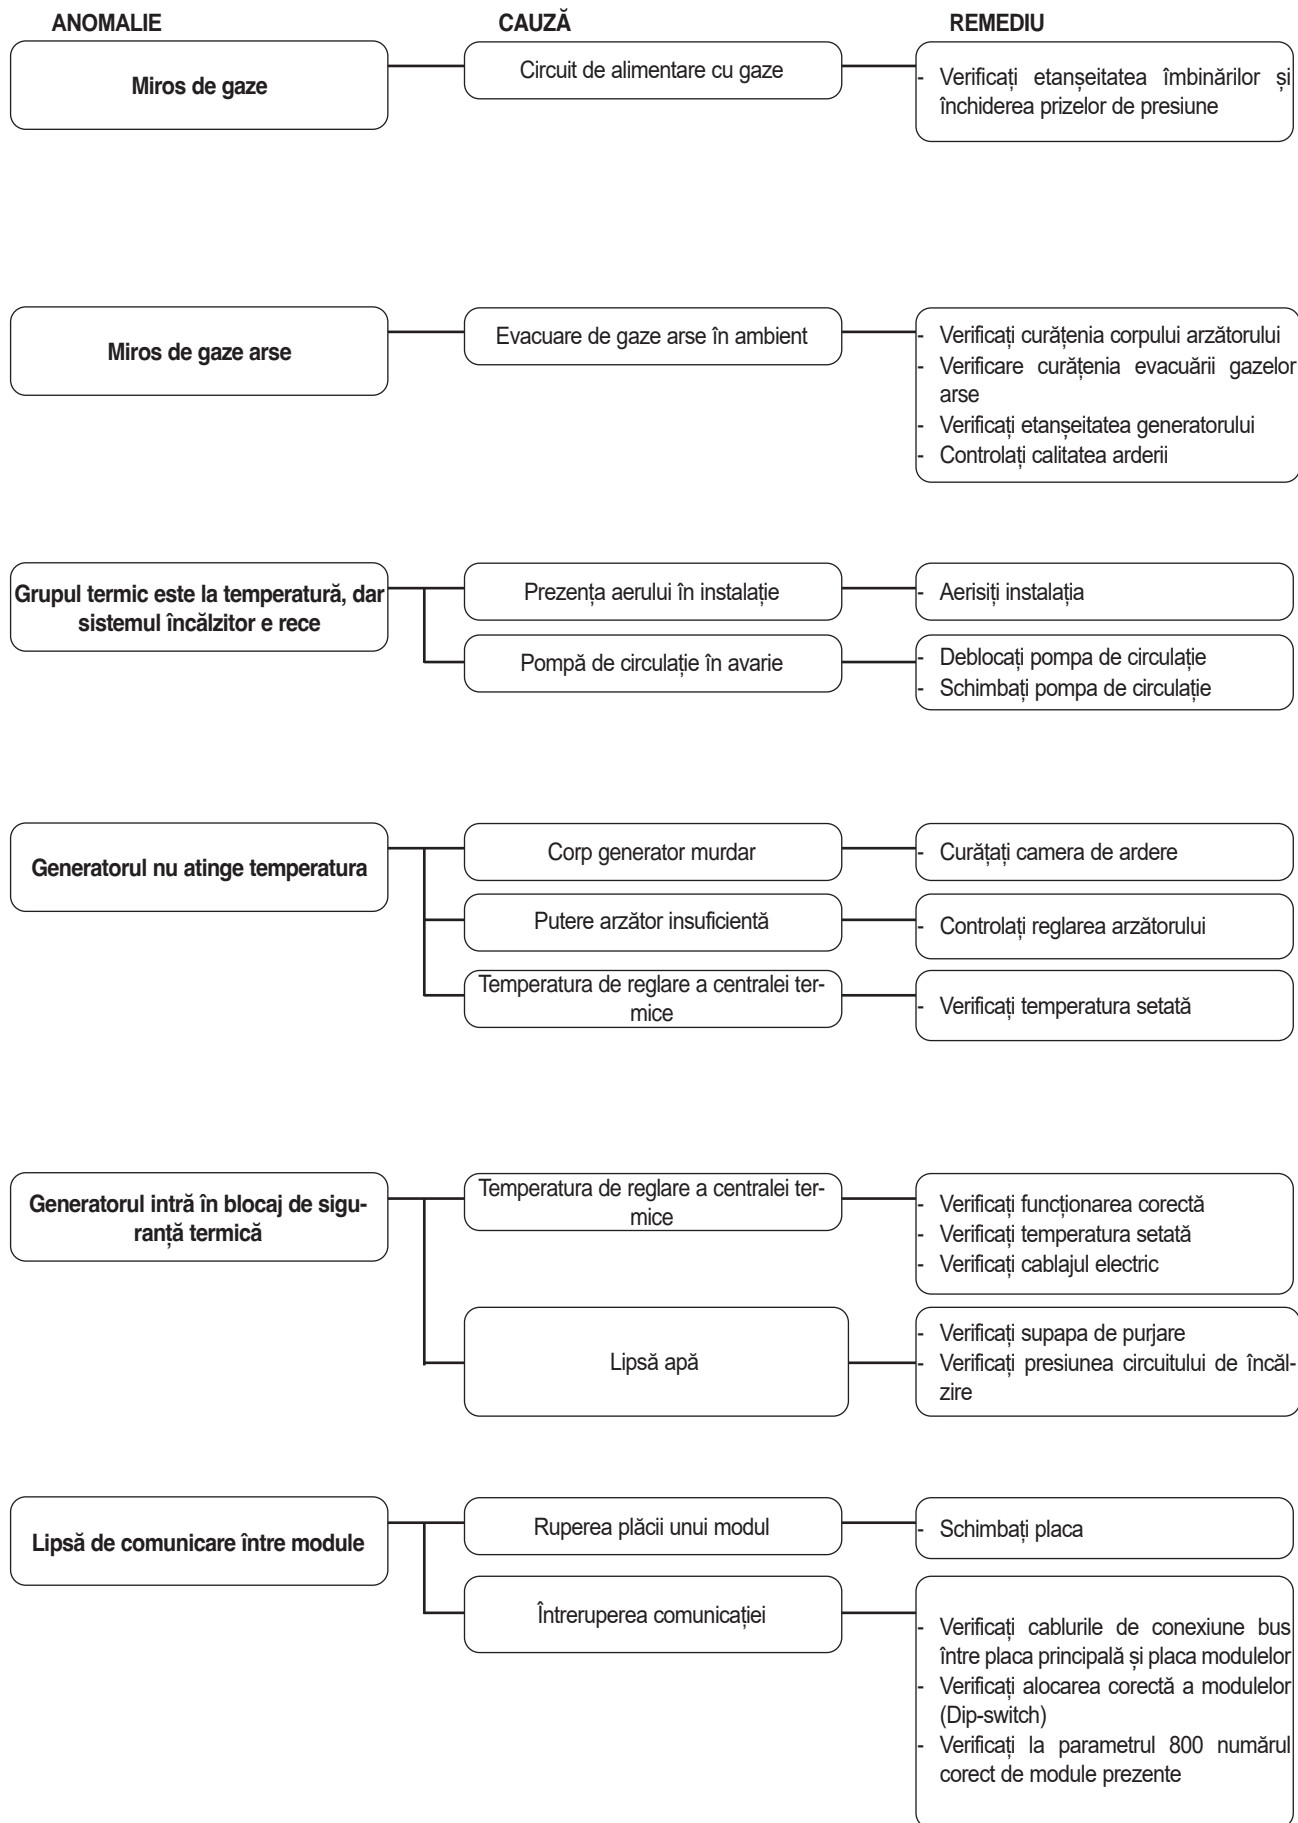 ANOMALIE CAUZĂ REMEDIU
Miros de gaze
Circuit de alimentare cu gaze
- Verificați etanșeitatea îmbinărilor și
închiderea prizelor de presiune
Miros de gaze arse
Evacuare de gaze arse în ambient
- Verificați curățenia corpului arzătorului
- Verificare curățenia evacuării gazelor
arse
- Verificați etanșeitatea generatorului
- Controlați calitatea arderii
Grupul termic este la temperatură, dar
sistemul încălzitor e rece
Prezența aerului în instalație
- Aerisiți instalația
Pompă de circulație în avarie
- Deblocați pompa de circulație
- Schimbați pompa de circulație
Generatorul nu atinge temperatura
Corp generator murdar
- Curățați camera de ardere
Putere arzător insuficientă
- Controlați reglarea arzătorului
Temperatura de reglare a centralei ter-
mice
- Verificați temperatura setată
Generatorul intră în blocaj de sigu-
ranță termică
Temperatura de reglare a centralei ter-
mice
- Verificați funcționarea corectă
- Verificați temperatura setată
- Verificați cablajul electric
Lipsă apă
- Verificați supapa de purjare
- Verificați presiunea circuitului de încăl-
zire
Lipsă de comunicare între module
Ruperea plăcii unui modul
- Schimbați placa
Întreruperea comunicației
- Verificați cablurile de conexiune bus
între placa principală și placa modulelor
- Verificați alocarea corectă a modulelor
(Dip-switch)
- Verificați la parametrul 800 numărul
corect de module prezente